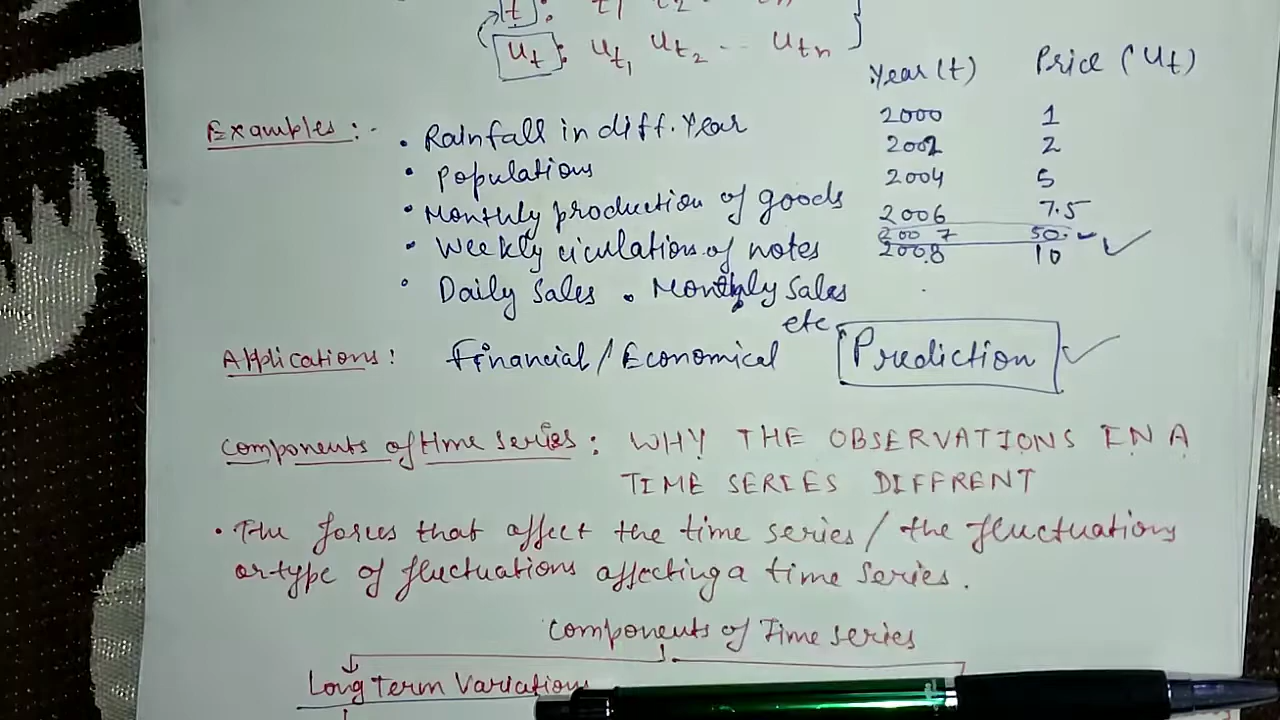 t : t1 t2 tn }
ut : ut1 ut2 -- utn
Year (t) Price (ut)
2000 1
2002 2
2004 5
2006 7.5
2007 50.
2008 10
Examples :-
• Rainfall in diff. Year
• Populations
• Monthly production of goods
• Weekly ciculation of notes
• Daily Sales • Monthly Sales
etc
Applications : Financial / Economical Prediction
Components of time series : WHY THE OBSERVATIONS IN A
TIME SERIES DIFFRENT
• The forces that affect the time series / the fluctuations
or type of fluctuations affecting a time series.
Components of Time series
Long Term Variations